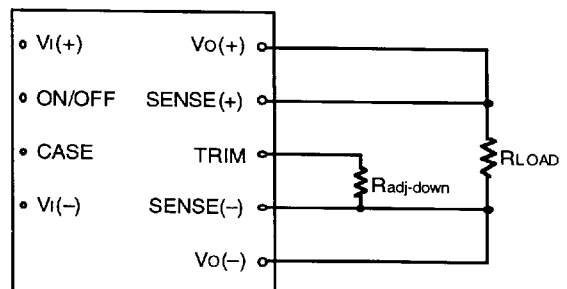 VI(+) VO(+)
ON/OFF SENSE(+)
CASE TRIM
RLOAD
Radj-down
VI(–) SENSE(–)
VO(–)